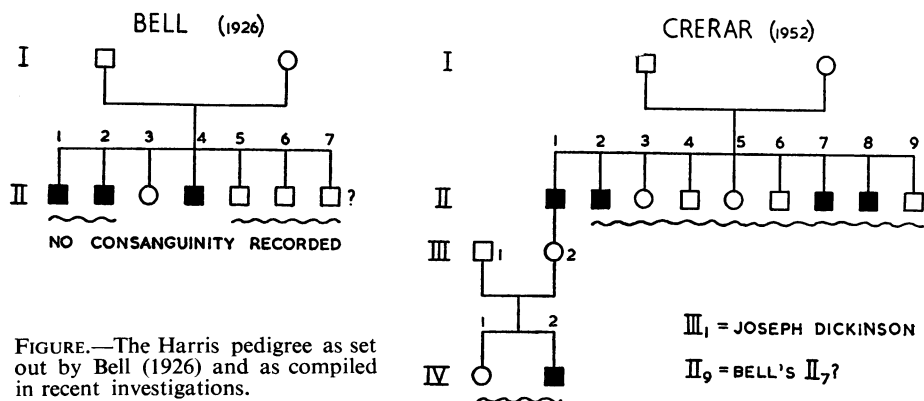 BELL (1926)
I
1 2 3 4 5 6 7
II ?
NO CONSANGUINITY RECORDED
FIGURE.—The Harris pedigree as set
out by Bell (1926) and as compiled
in recent investigations.
CRERAR (1952)
I
1 2 3 4 5 6 7 8 9
II
III 1 2
1 2
IV
III1 = JOSEPH DICKINSON
II9 = BELL'S II7?